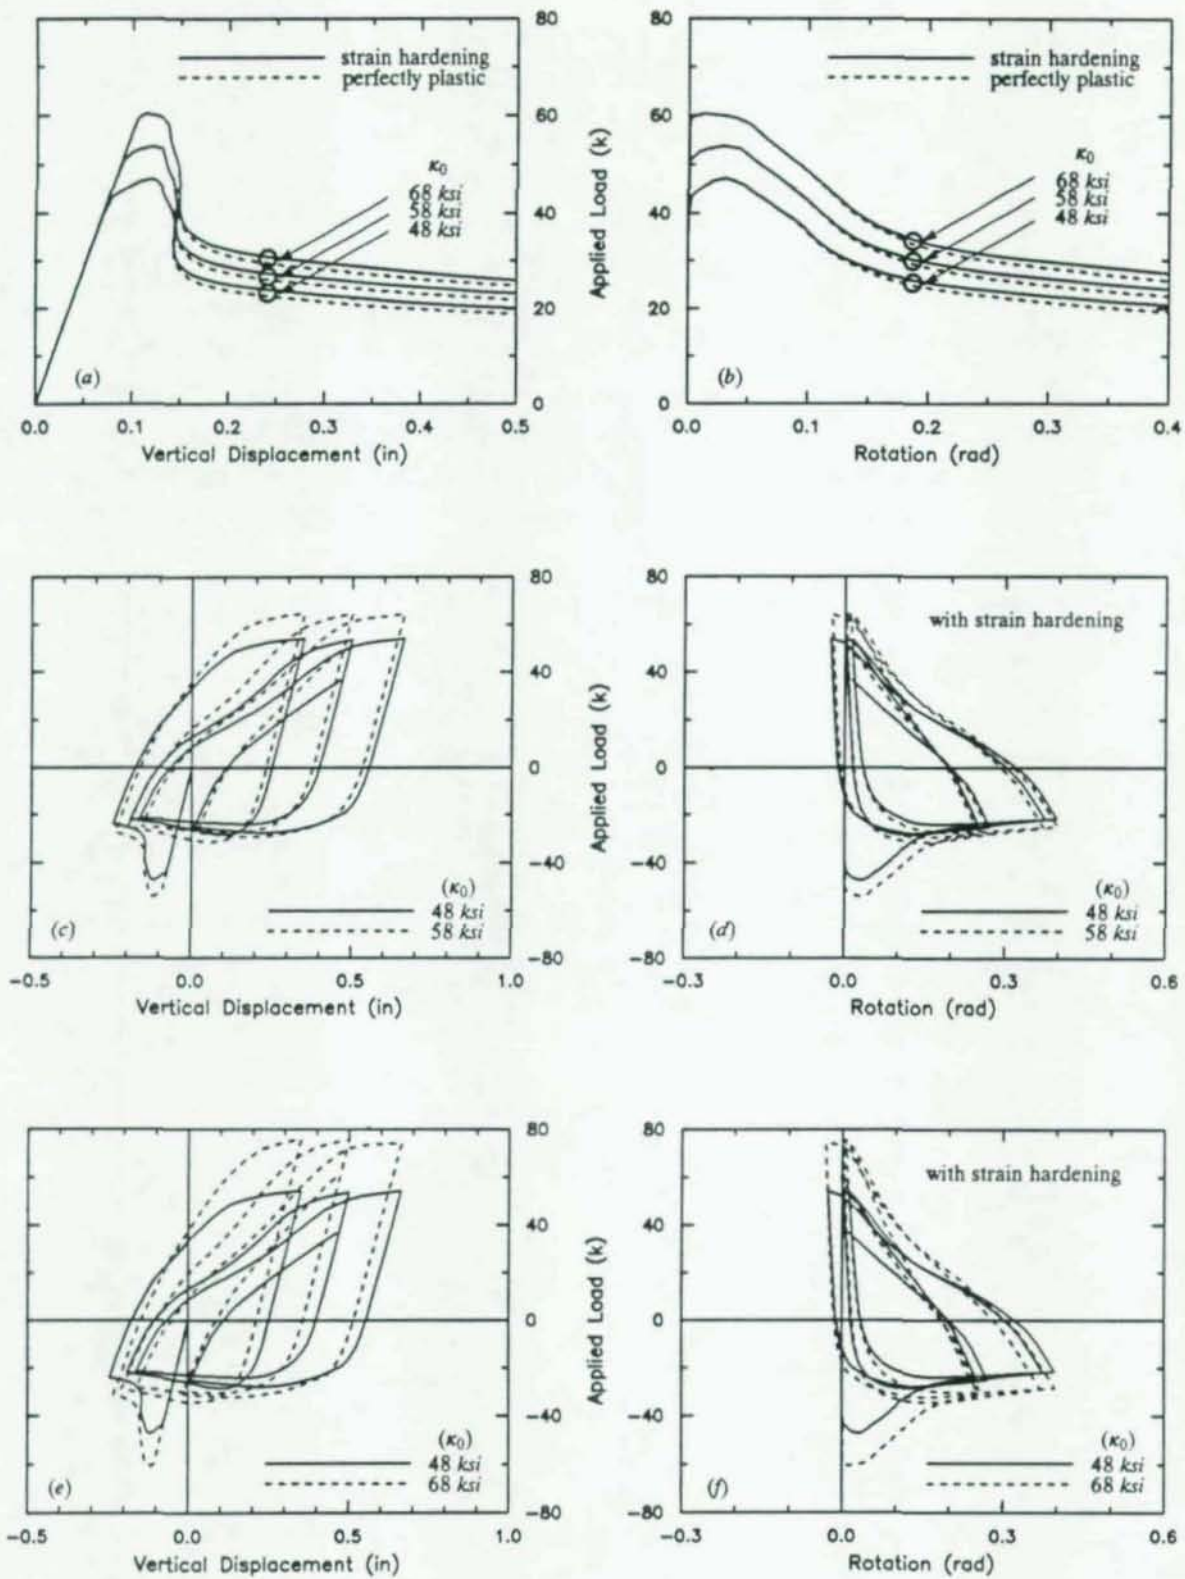 80
60
40
20
0
strain hardening
perfectly plastic
κ0
68 ksi
58 ksi
48 ksi
(a)
0.0 0.1 0.2 0.3 0.4 0.5
Vertical Displacement (in)
Applied Load (k)
strain hardening
perfectly plastic
κ0
68 ksi
58 ksi
48 ksi
(b)
0.0 0.1 0.2 0.3 0.4
Rotation (rad)
80
40
0
−40
−80
(κ0)
48 ksi
58 ksi
(c)
−0.5 0.0 0.5 1.0
Vertical Displacement (in)
Applied Load (k)
with strain hardening
(κ0)
48 ksi
58 ksi
(d)
−0.3 0.0 0.3 0.6
Rotation (rad)
80
40
0
−40
−80
(κ0)
48 ksi
68 ksi
(e)
−0.5 0.0 0.5 1.0
Vertical Displacement (in)
Applied Load (k)
with strain hardening
(κ0)
48 ksi
68 ksi
(f)
−0.3 0.0 0.3 0.6
Rotation (rad)